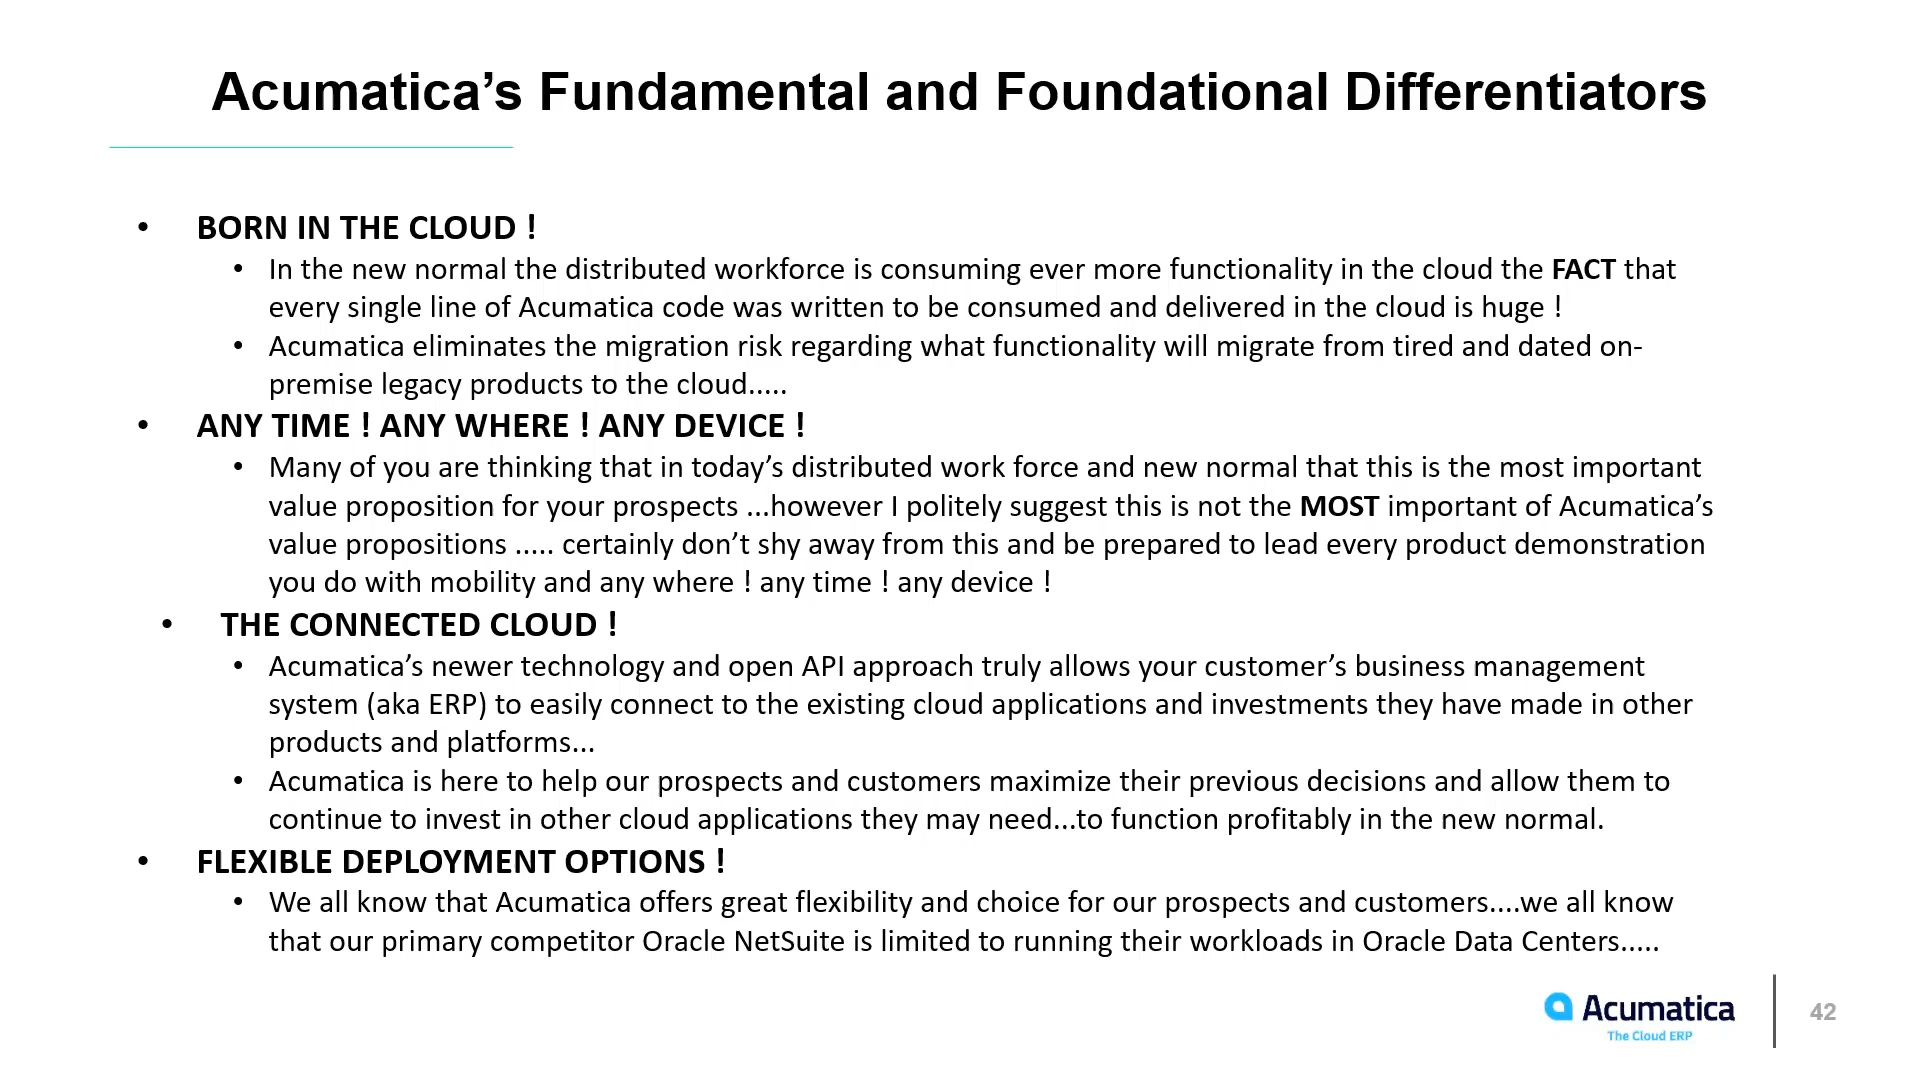 Acumatica’s Fundamental and Foundational Differentiators
• BORN IN THE CLOUD !
• In the new normal the distributed workforce is consuming ever more functionality in the cloud the FACT that
every single line of Acumatica code was written to be consumed and delivered in the cloud is huge !
• Acumatica eliminates the migration risk regarding what functionality will migrate from tired and dated on-
premise legacy products to the cloud.....
• ANY TIME ! ANY WHERE ! ANY DEVICE !
• Many of you are thinking that in today’s distributed work force and new normal that this is the most important
value proposition for your prospects ...however I politely suggest this is not the MOST important of Acumatica’s
value propositions ..... certainly don’t shy away from this and be prepared to lead every product demonstration
you do with mobility and any where ! any time ! any device !
• THE CONNECTED CLOUD !
• Acumatica’s newer technology and open API approach truly allows your customer’s business management
system (aka ERP) to easily connect to the existing cloud applications and investments they have made in other
products and platforms...
• Acumatica is here to help our prospects and customers maximize their previous decisions and allow them to
continue to invest in other cloud applications they may need...to function profitably in the new normal.
• FLEXIBLE DEPLOYMENT OPTIONS !
• We all know that Acumatica offers great flexibility and choice for our prospects and customers....we all know
that our primary competitor Oracle NetSuite is limited to running their workloads in Oracle Data Centers.....
Acumatica
The Cloud ERP
42